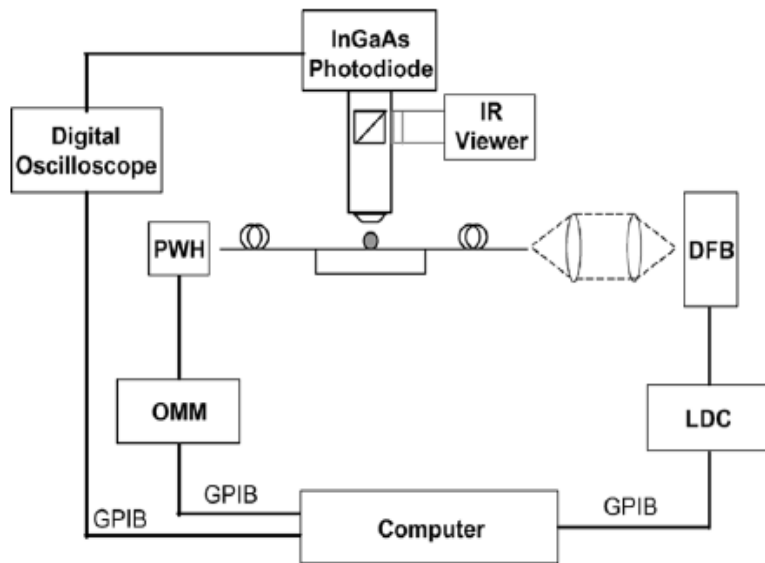 InGaAs
Photodiode
IR
Viewer
Digital
Oscilloscope
PWH
DFB
OMM
LDC
GPIB
GPIB
GPIB
Computer